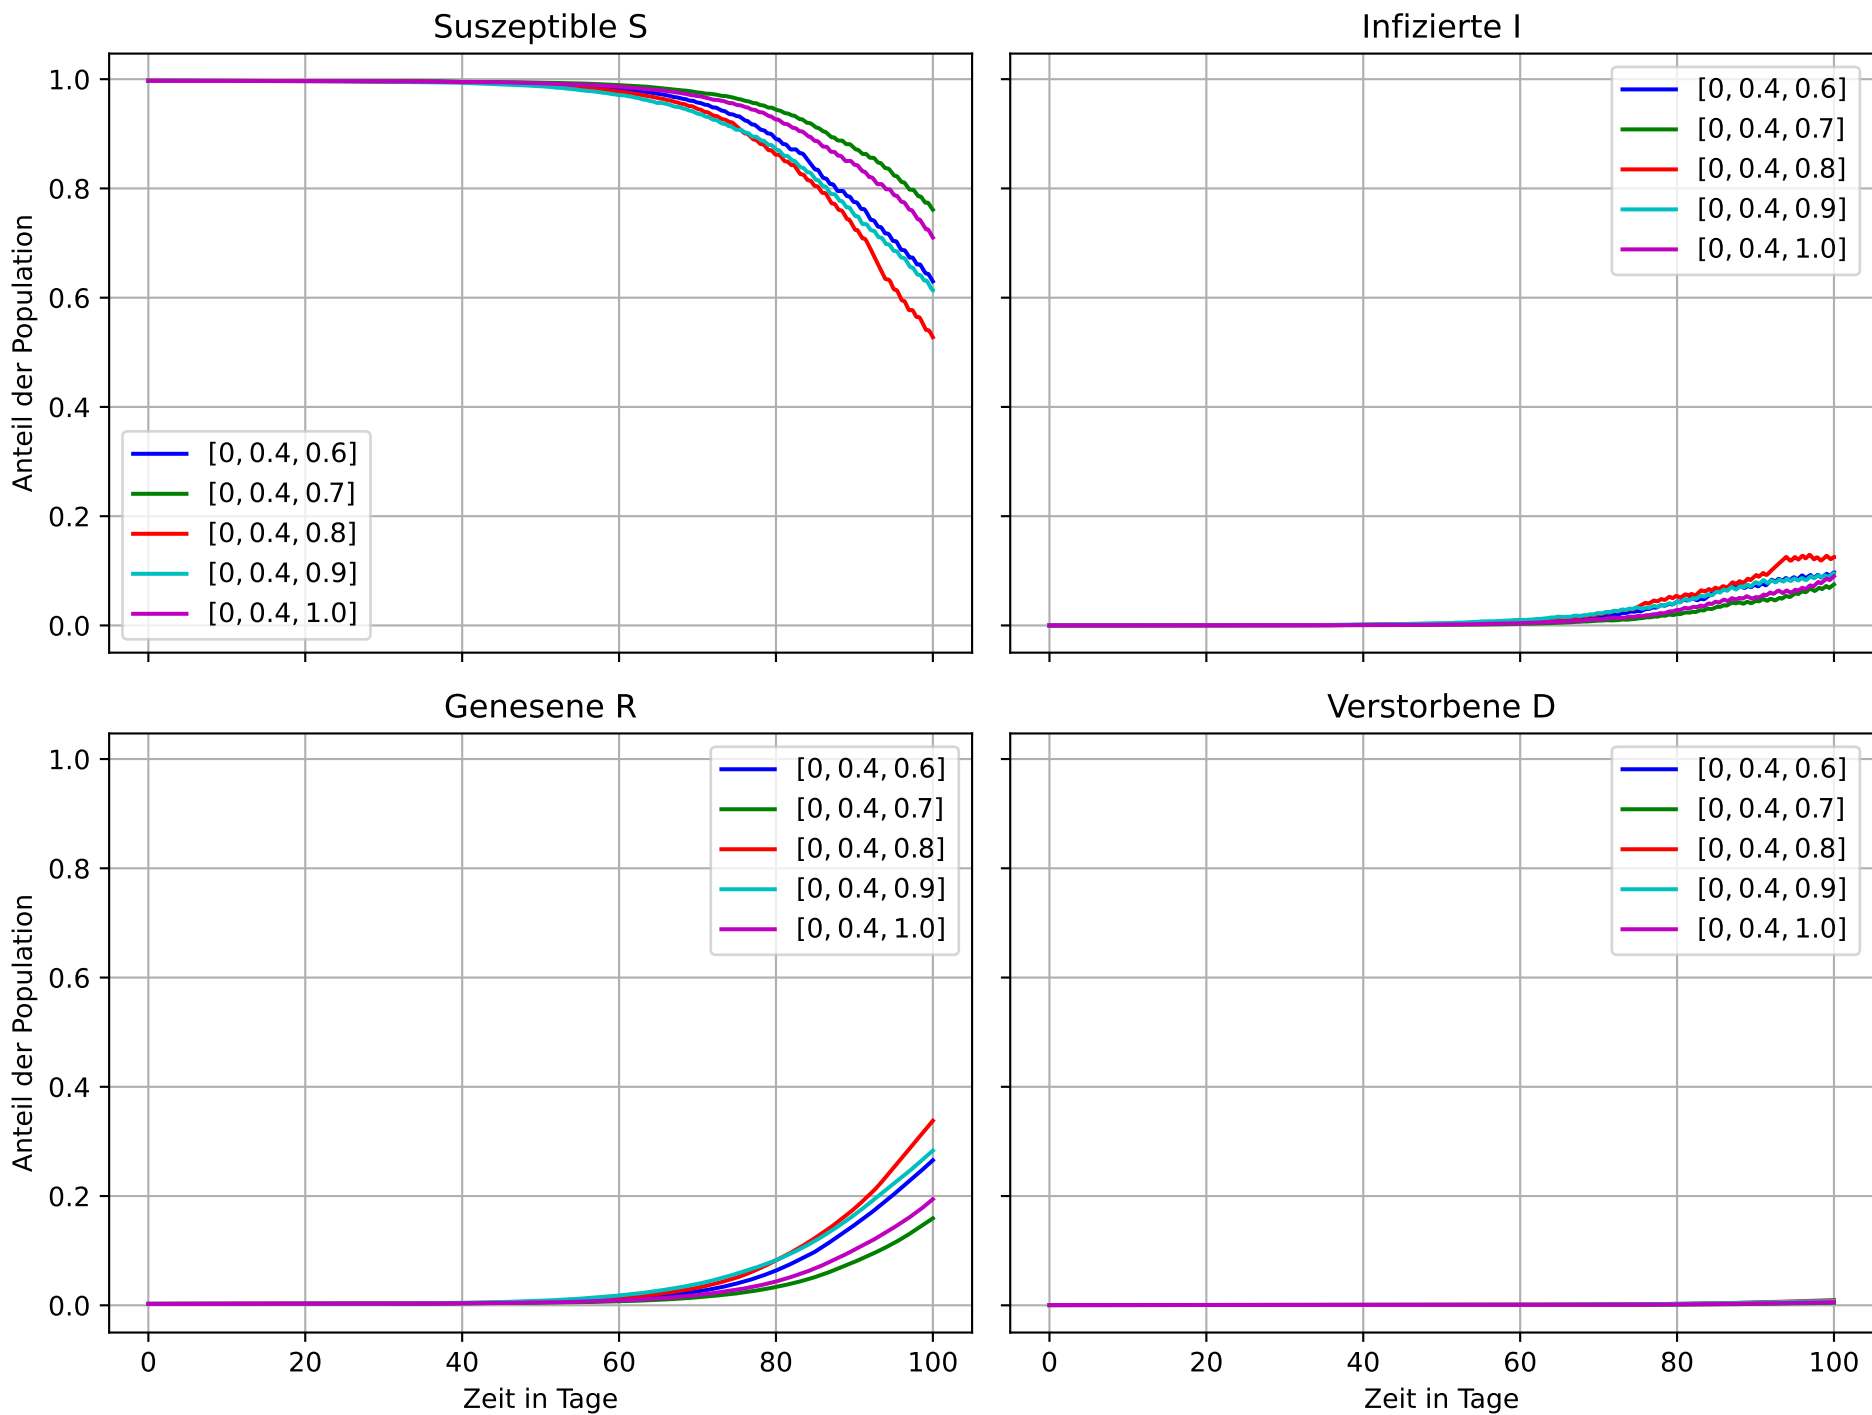 Suszeptible S
Anteil der Population
1.0
0.8
0.6
0.4
0.2
0.0
[0, 0.4, 0.6]
[0, 0.4, 0.7]
[0, 0.4, 0.8]
[0, 0.4, 0.9]
[0, 0.4, 1.0]
Infizierte I
[0, 0.4, 0.6]
[0, 0.4, 0.7]
[0, 0.4, 0.8]
[0, 0.4, 0.9]
[0, 0.4, 1.0]
Genesene R
Anteil der Population
1.0
0.8
0.6
0.4
0.2
0.0
[0, 0.4, 0.6]
[0, 0.4, 0.7]
[0, 0.4, 0.8]
[0, 0.4, 0.9]
[0, 0.4, 1.0]
0 20 40 60 80 100
Zeit in Tage
Verstorbene D
[0, 0.4, 0.6]
[0, 0.4, 0.7]
[0, 0.4, 0.8]
[0, 0.4, 0.9]
[0, 0.4, 1.0]
0 20 40 60 80 100
Zeit in Tage